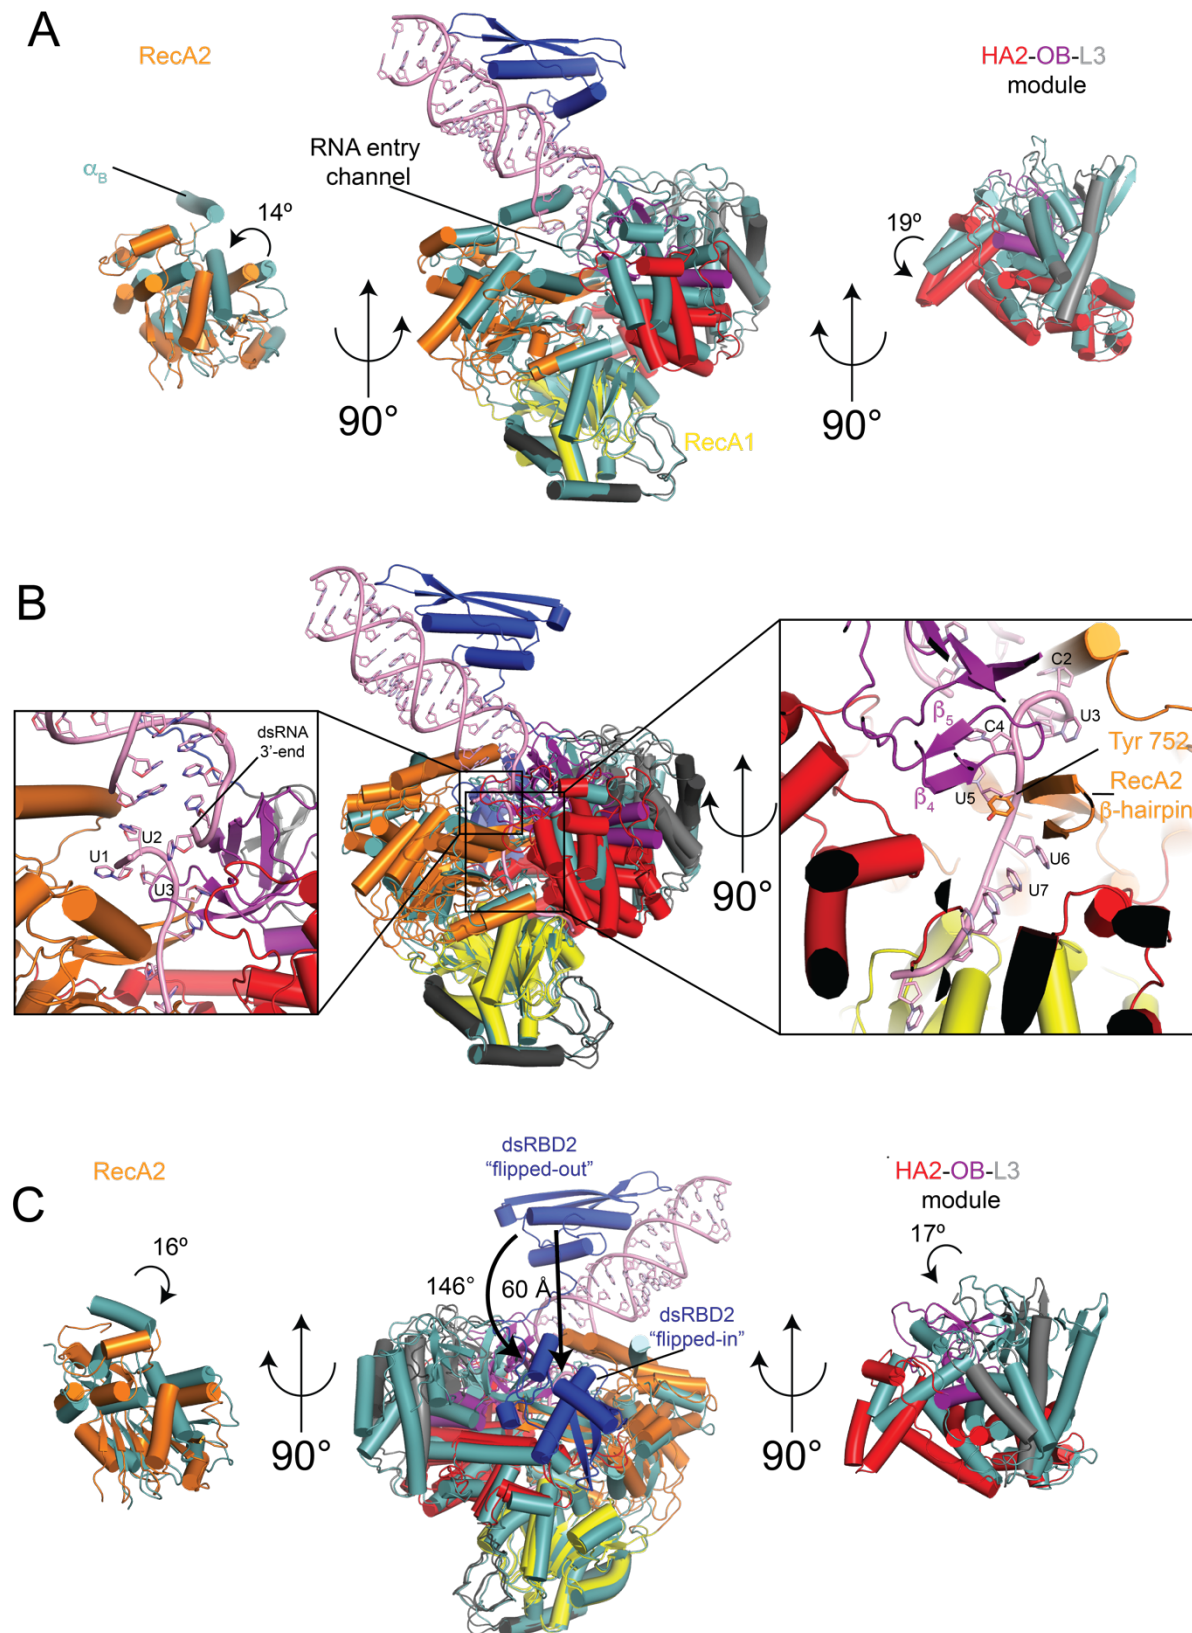 A
RecA2
HA2-OB-L3
module
RNA entry
channel
αB
14º
19º
90°
90°
RecA1
B
dsRNA
3'-end
U2
U1
U3
90°
C2
β5
C4
U3
Tyr 752
RecA2
β-hairpin
β4
U5
U6
U7
C
RecA2
dsRBD2
“flipped-out”
HA2-OB-L3
module
16º
17º
146°
60 Å
dsRBD2
“flipped-in”
90°
90°